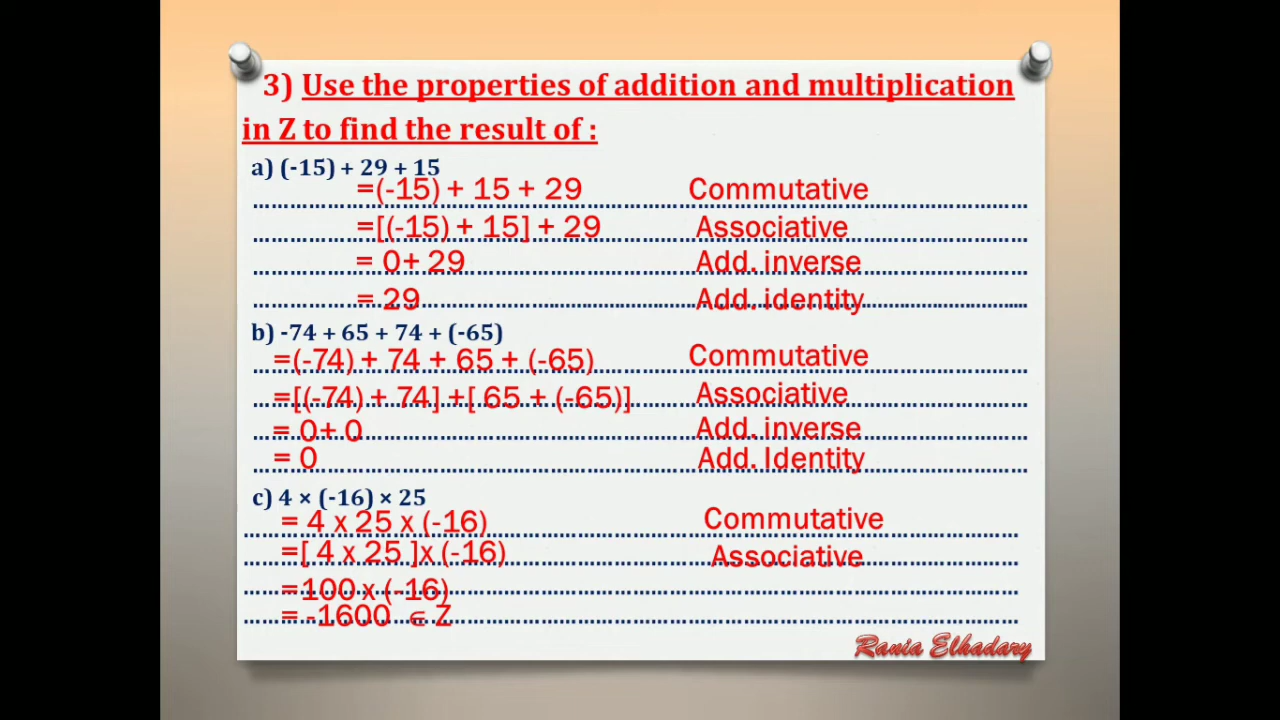 3) Use the properties of addition and multiplication
in Z to find the result of :
a) (-15) + 29 + 15
=(-15) + 15 + 29 Commutative
=[(-15) + 15] + 29 Associative
= 0+ 29 Add. inverse
= 29 Add. identity
b) -74 + 65 + 74 + (-65)
=(-74) + 74 + 65 + (-65) Commutative
=[(-74) + 74] +[ 65 + (-65)] Associative
= 0+ 0 Add. inverse
= 0 Add. Identity
c) 4 × (-16) × 25
= 4 x 25 x (-16) Commutative
=[ 4 x 25 ]x (-16) Associative
=100 x (-16)
= -1600 ∈ Z
Rania Elhadary